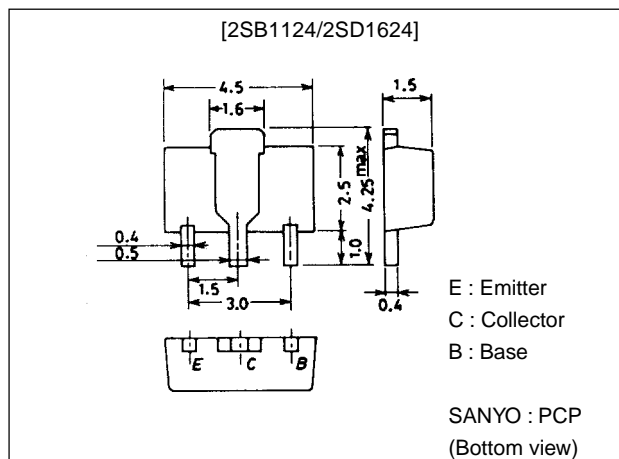 [2SB1124/2SD1624]
4.5
1.6
1.5
2.5
4.25max
1.0
0.4
0.5
1.5
3.0
0.4
E C B
E : Emitter
C : Collector
B : Base
SANYO : PCP
(Bottom view)